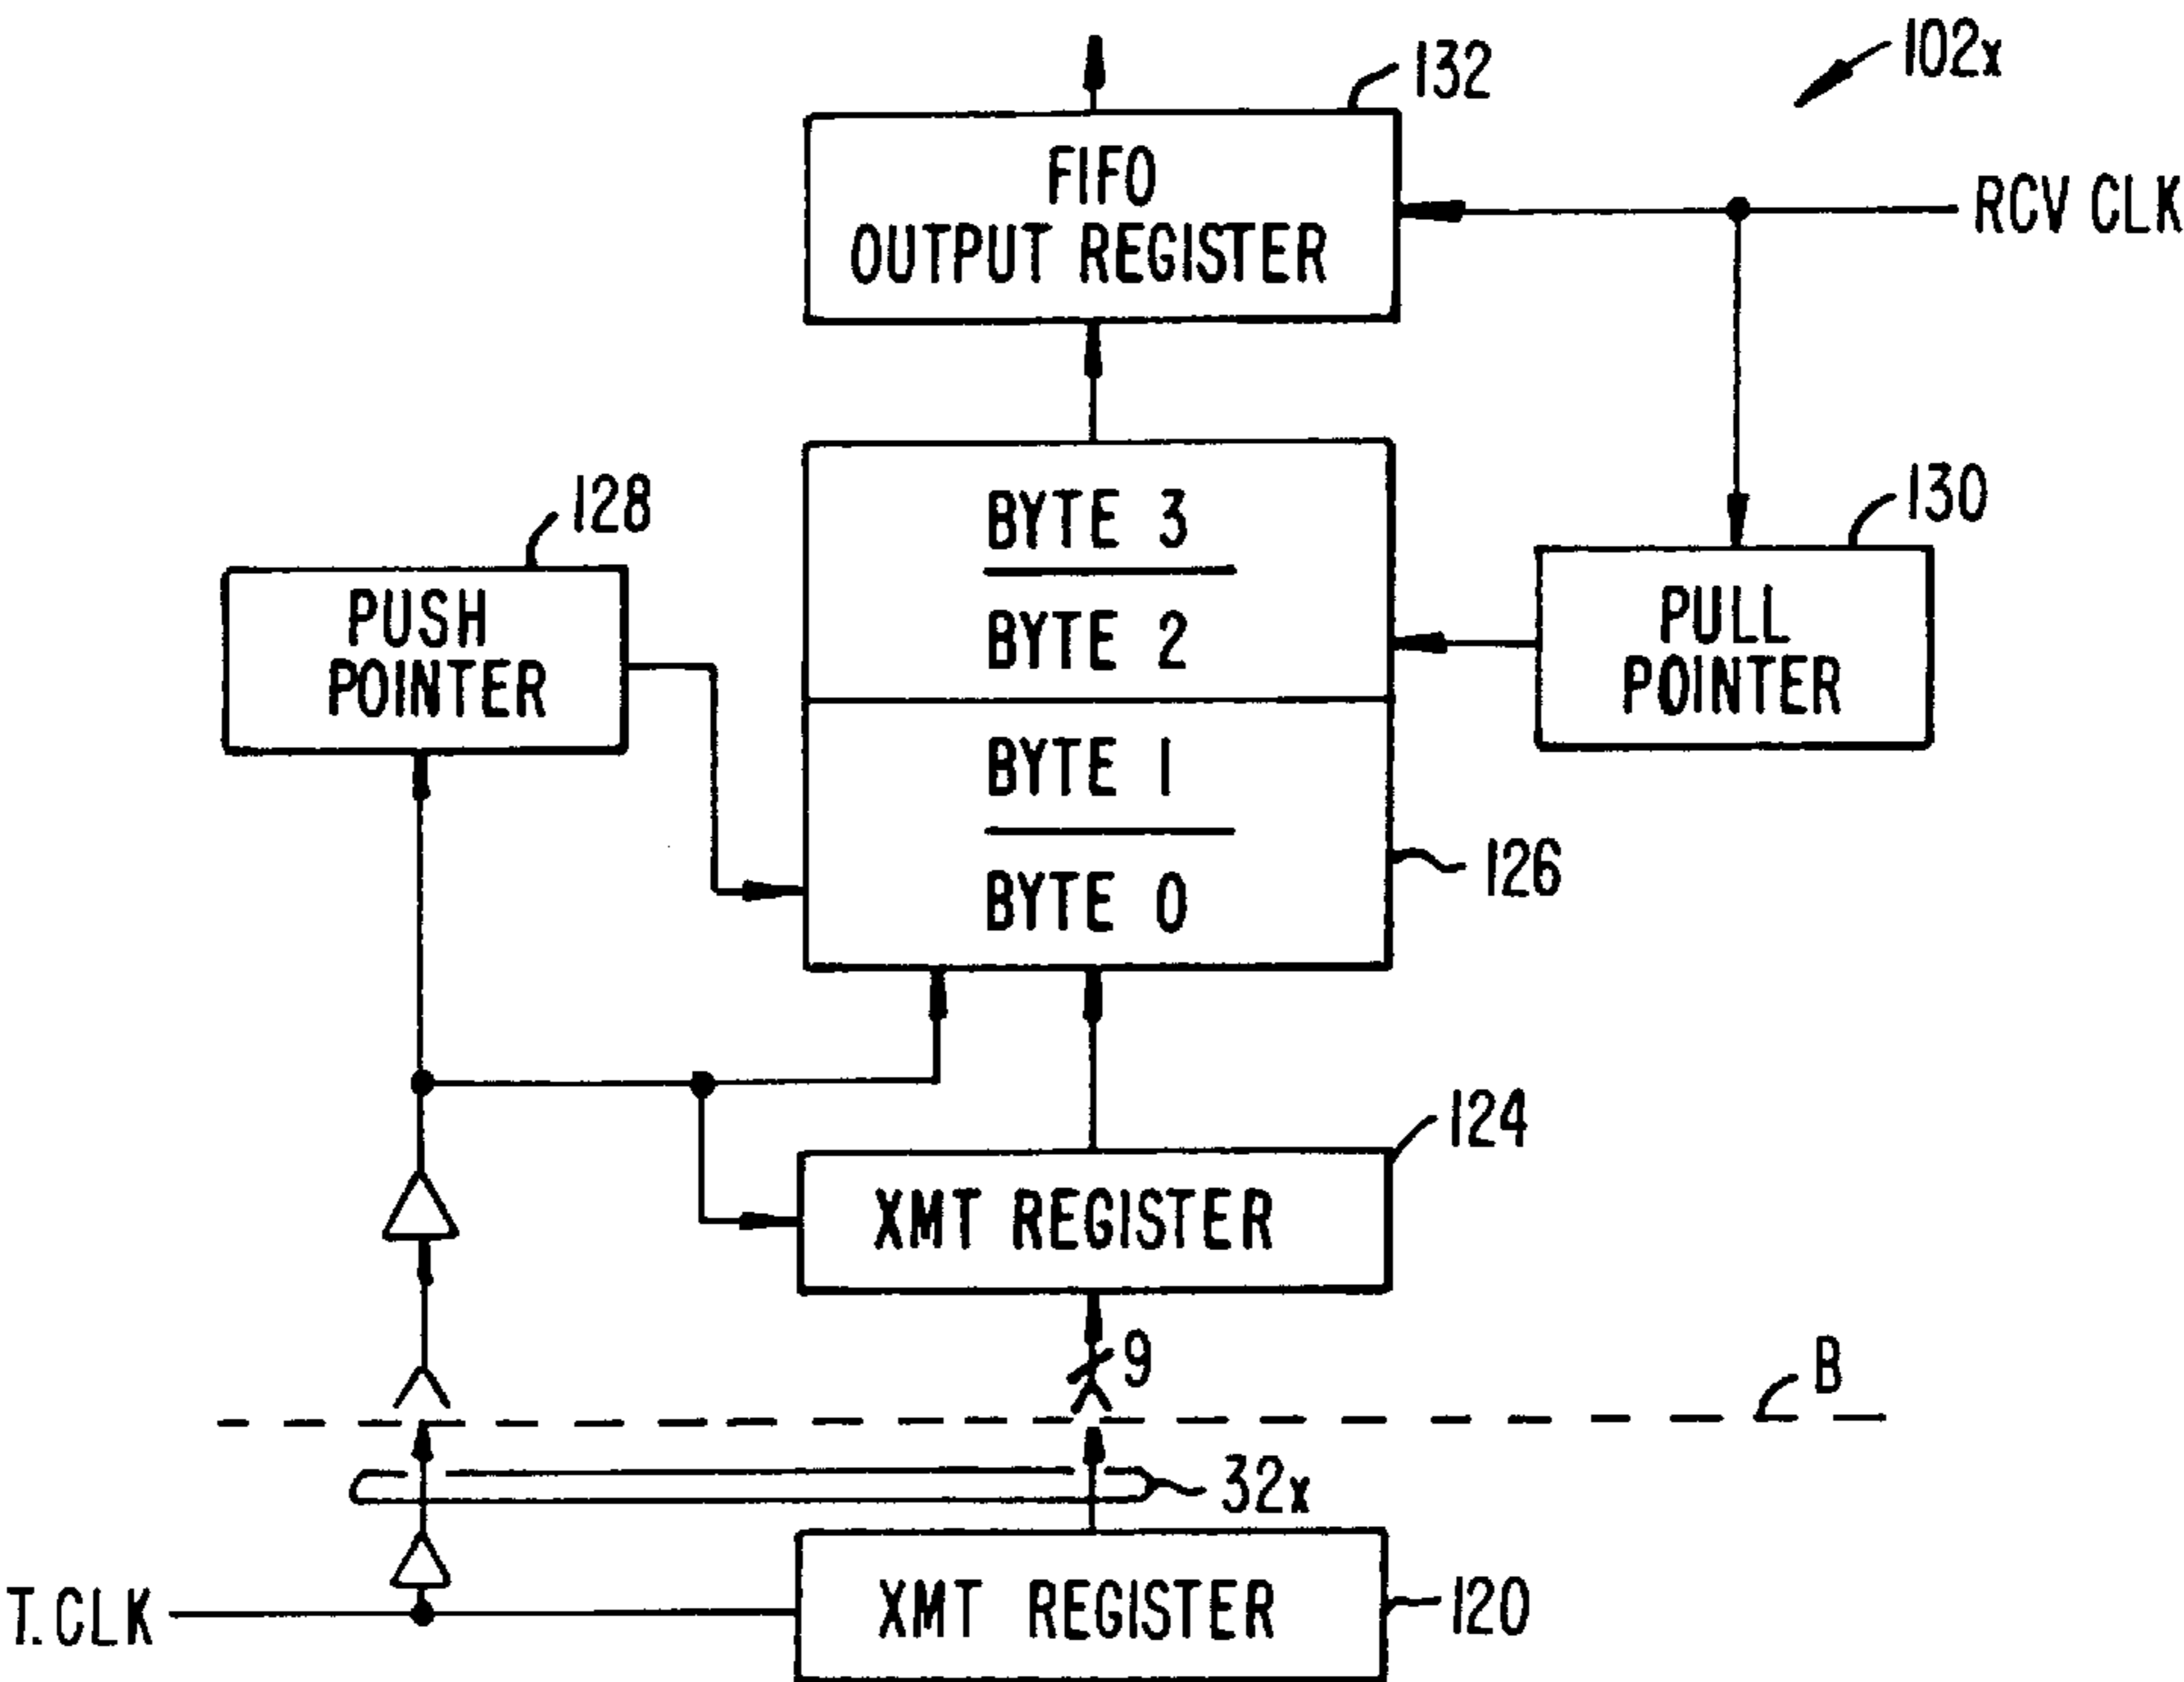 132
102x
FIFO
OUTPUT REGISTER
RCV CLK
BYTE 3
BYTE 2
BYTE 1
BYTE 0
128
PUSH
POINTER
130
PULL
POINTER
126
124
XMT REGISTER
9
B
32x
XMT REGISTER
120
T.CLK